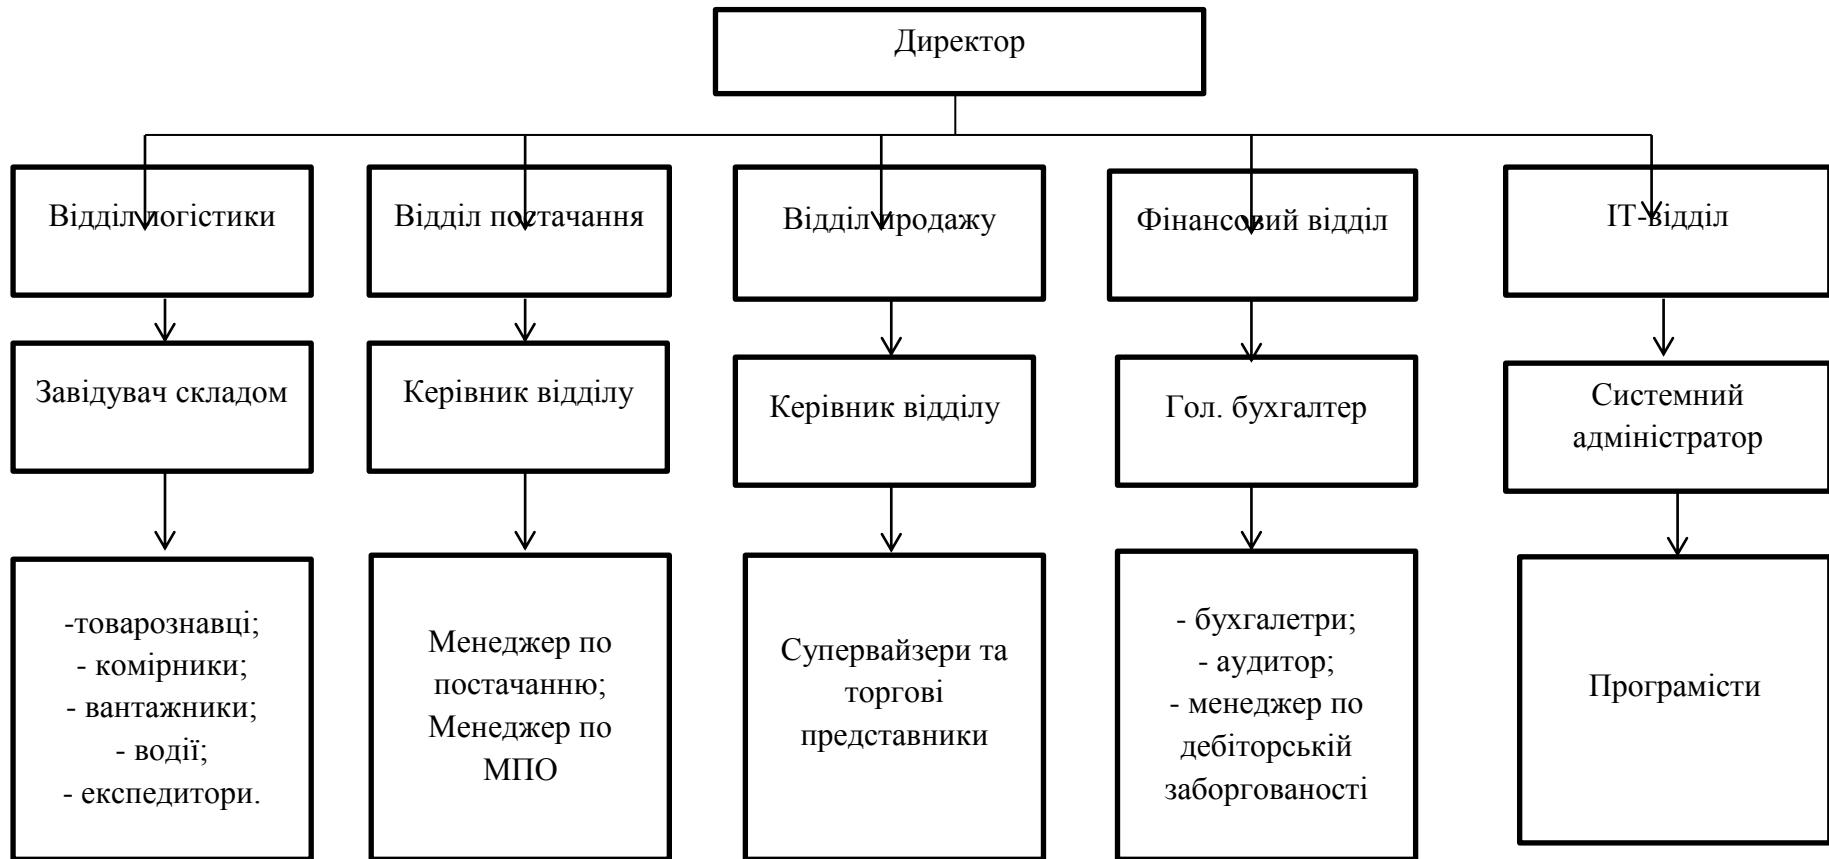 Директор
Відділ логістики
Відділ постачання
Відділ продажу
Фінансовий відділ
ІТ-відділ
Завідувач складом
Керівник відділу
Керівник відділу
Гол. бухгалтер
Системний
адміністратор
-товарознавці;
- комірники;
- вантажники;
- водії;
- експедитори.
Менеджер по
постачанню;
Менеджер по
МПО
Супервайзери та
торгові
представники
- бухгалетри;
- аудитор;
- менеджер по
дебіторській
заборгованості
Програмісти